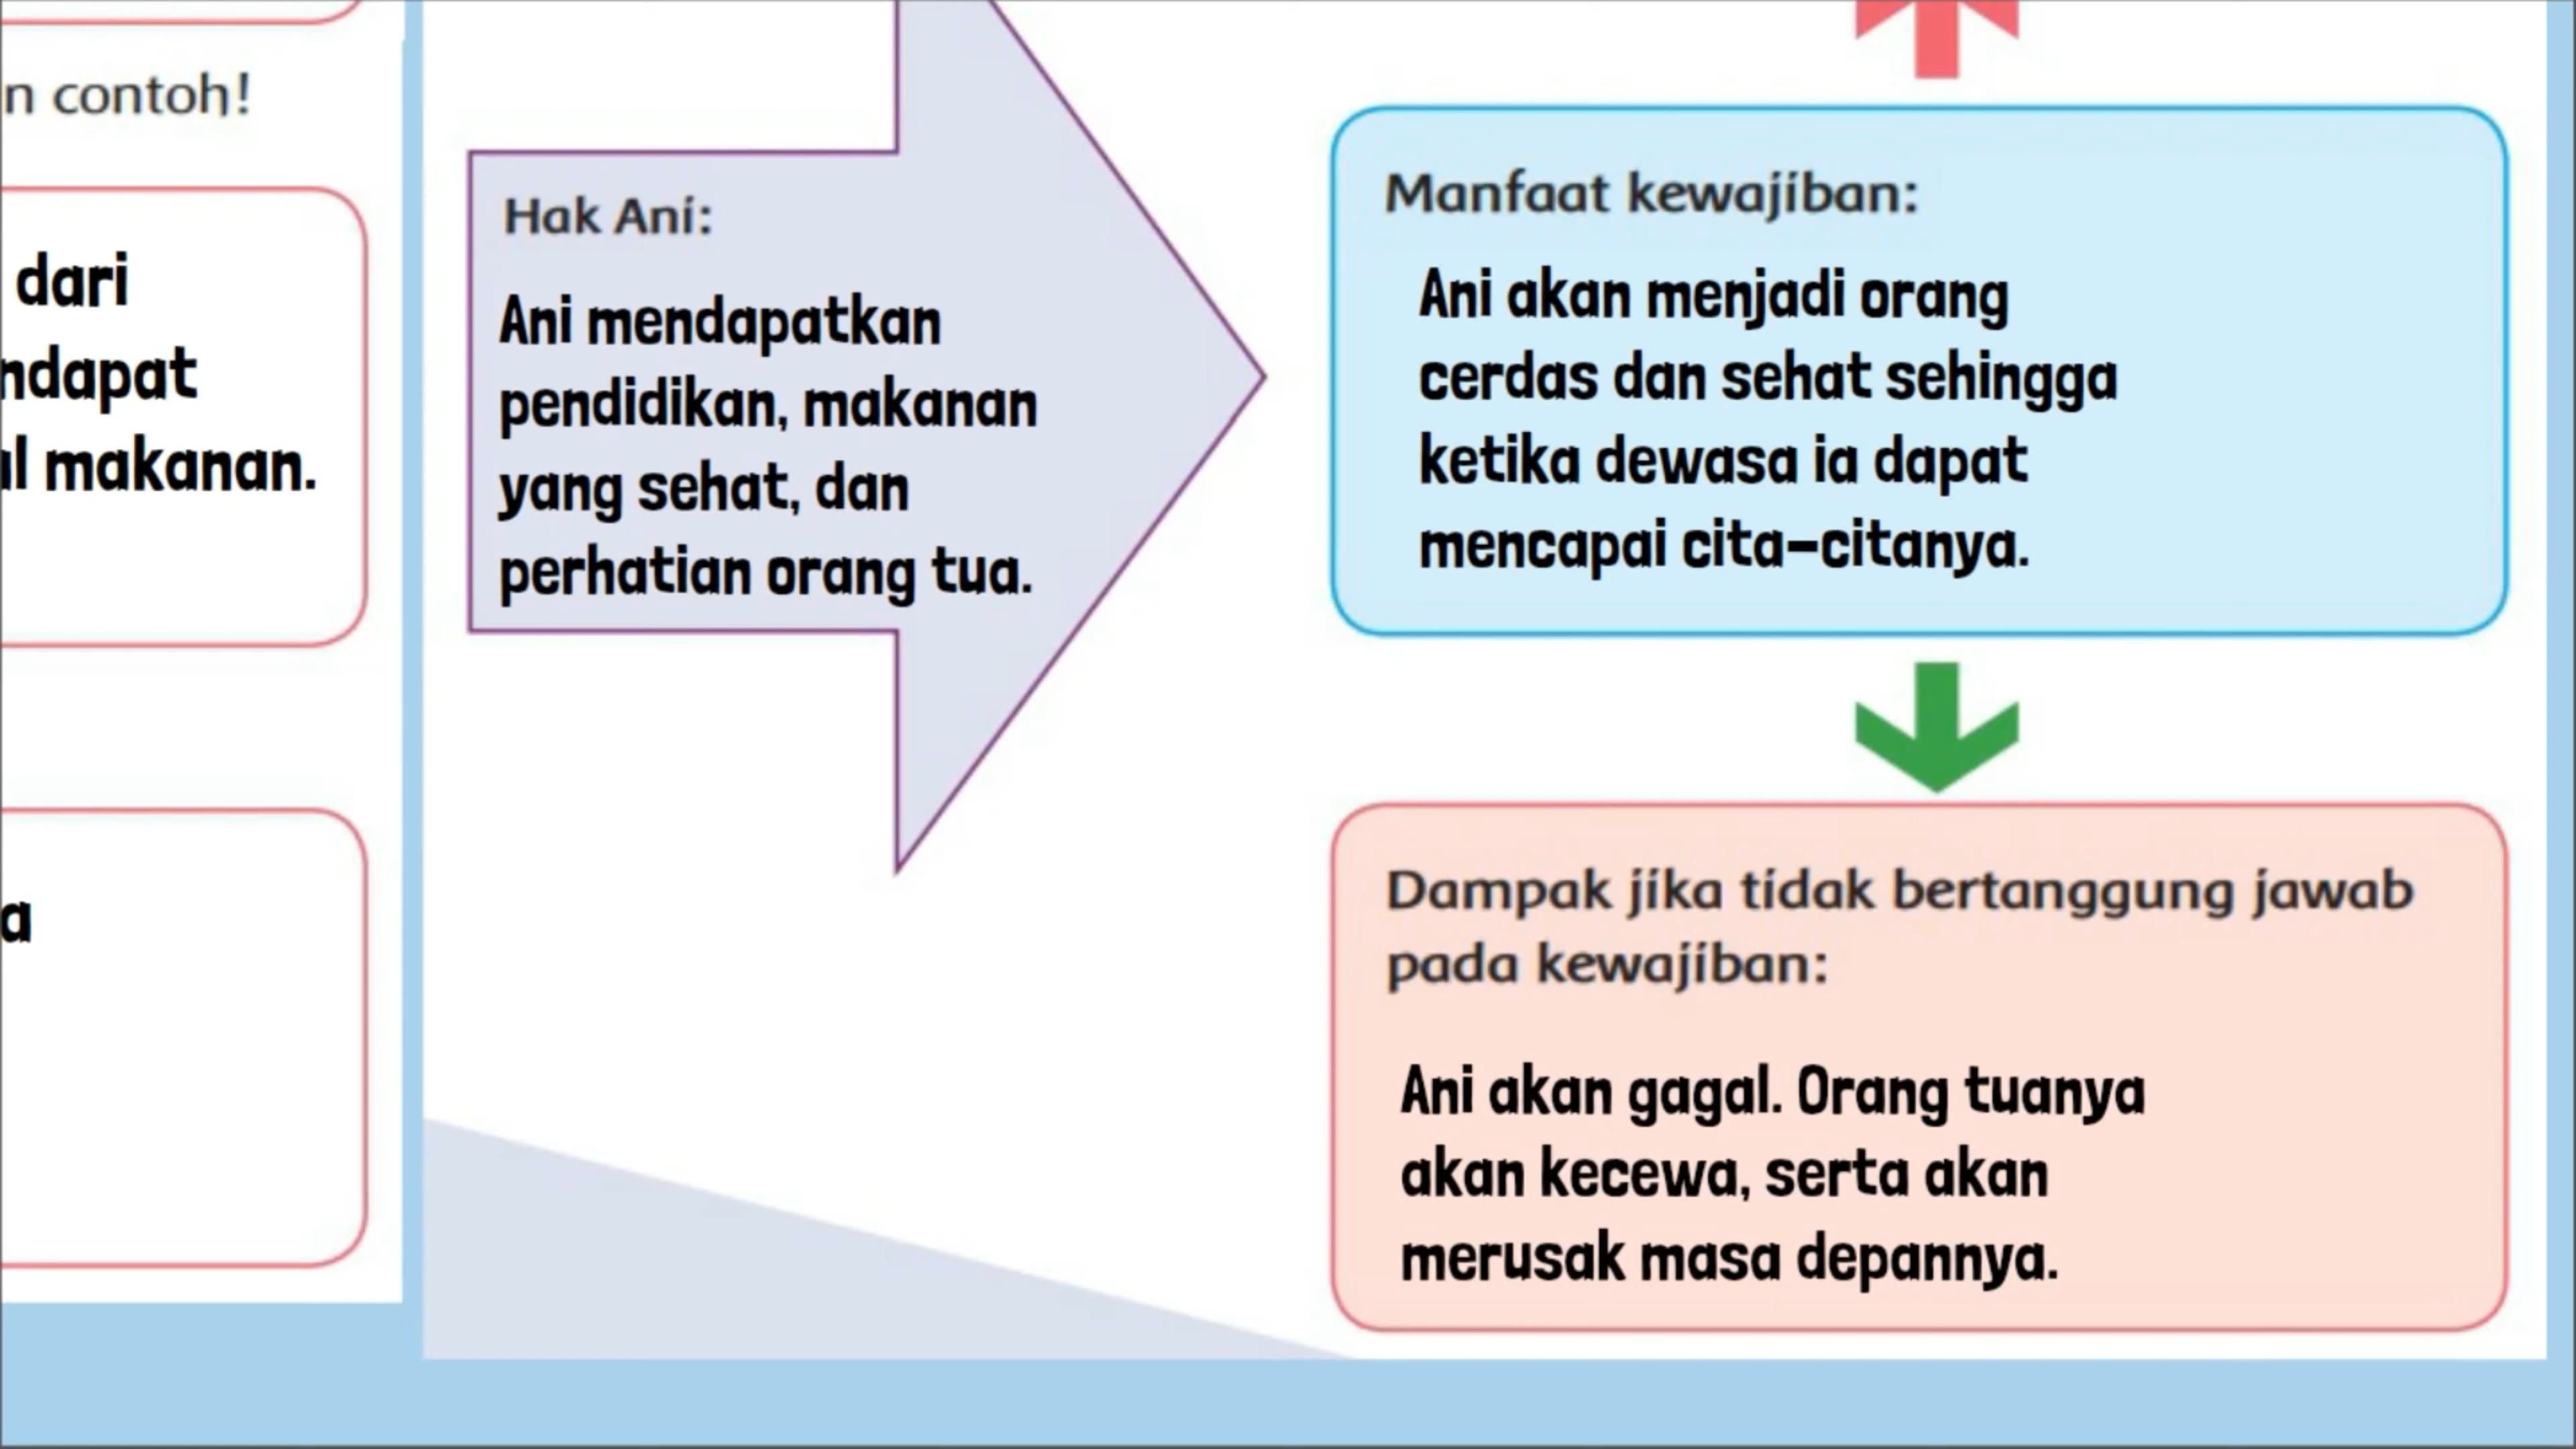 n contoh!
dari
ndapat
al makanan.
a
Hak Ani:
Ani mendapatkan
pendidikan, makanan
yang sehat, dan
perhatian orang tua.
Manfaat kewajiban:
Ani akan menjadi orang
cerdas dan sehat sehingga
ketika dewasa ia dapat
mencapai cita-citanya.
Dampak jika tidak bertanggung jawab
pada kewajiban:
Ani akan gagal. Orang tuanya
akan kecewa, serta akan
merusak masa depannya.